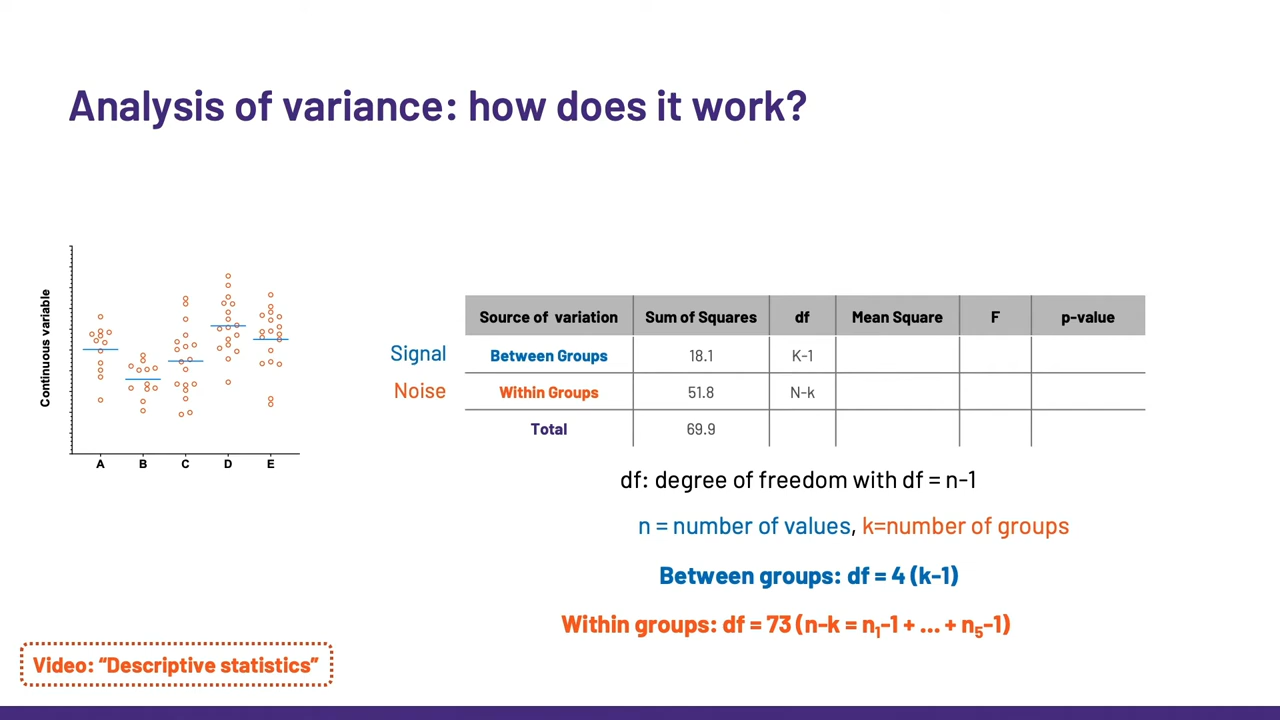 Analysis of variance: how does it work?
Continuous variable
A B C D E
Source of variation Sum of Squares df Mean Square F p-value
Signal Between Groups 18.1 K-1
Noise Within Groups 51.8 N-k
Total 69.9
df: degree of freedom with df = n-1
n = number of values, k=number of groups
Between groups: df = 4 (k-1)
Within groups: df = 73 (n-k = n₁-1 + ... + n₅-1)
Video: “Descriptive statistics”